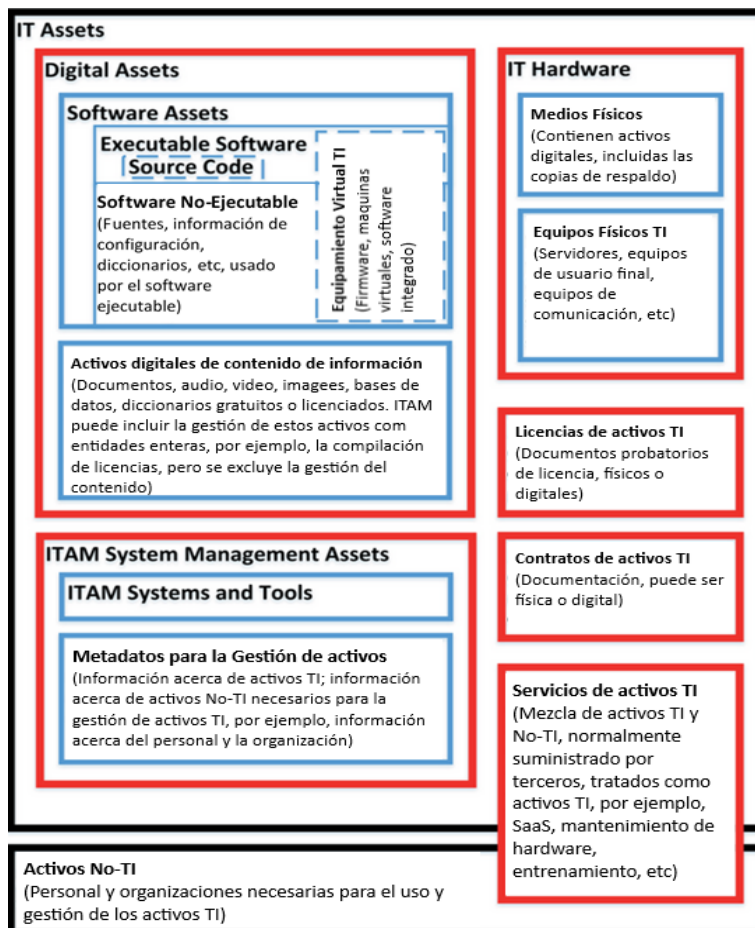 IT Assets
Digital Assets
Software Assets
Executable Software
Source Code
Software No-Ejecutable
(Fuentes, información de
configuración,
diccionarios, etc, usado
por el software
ejecutable)
Equipamiento Virtual TI
(Firmware, maquinas
virtuales, software
integrado)
Activos digitales de contenido de información
(Documentos, audio, video, imagees, bases de
datos, diccionarios gratuitos o licenciados. ITAM
puede incluir la gestión de estos activos com
entidades enteras, por ejemplo, la compilación
de licencias, pero se excluye la gestión del
contenido)
ITAM System Management Assets
ITAM Systems and Tools
Metadatos para la Gestión de activos
(Información acerca de activos TI; información
acerca de activos No-TI necesarios para la
gestión de activos TI, por ejemplo, información
acerca del personal y la organización)
IT Hardware
Medios Físicos
(Contienen activos
digitales, incluidas las
copias de respaldo)
Equipos Físicos TI
(Servidores, equipos
de usuario final,
equipos de
comunicación, etc)
Licencias de activos TI
(Documentos probatorios
de licencia, físicos o
digitales)
Contratos de activos TI
(Documentación, puede ser
física o digital)
Servicios de activos TI
(Mezcla de activos TI y
No-TI, normalmente
suministrado por
terceros, tratados como
activos TI, por ejemplo,
SaaS, mantenimiento de
hardware,
entrenamiento, etc)
Activos No-TI
(Personal y organizaciones necesarias para el uso y
gestión de los activos TI)